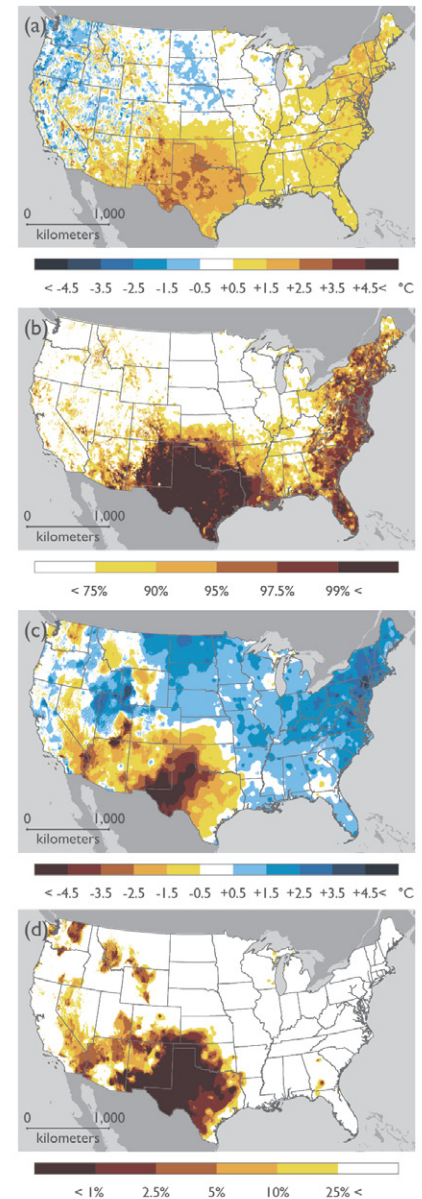 (a)
0 1,000
kilometers
< -4.5 -3.5 -2.5 -1.5 -0.5 +0.5 +1.5 +2.5 +3.5 +4.5< °C
(b)
0 1,000
kilometers
< 75% 90% 95% 97.5% 99% <
(c)
0 1,000
kilometers
< -4.5 -3.5 -2.5 -1.5 -0.5 +0.5 +1.5 +2.5 +3.5 +4.5< °C
(d)
0 1,000
kilometers
< 1% 2.5% 5% 10% 25% <